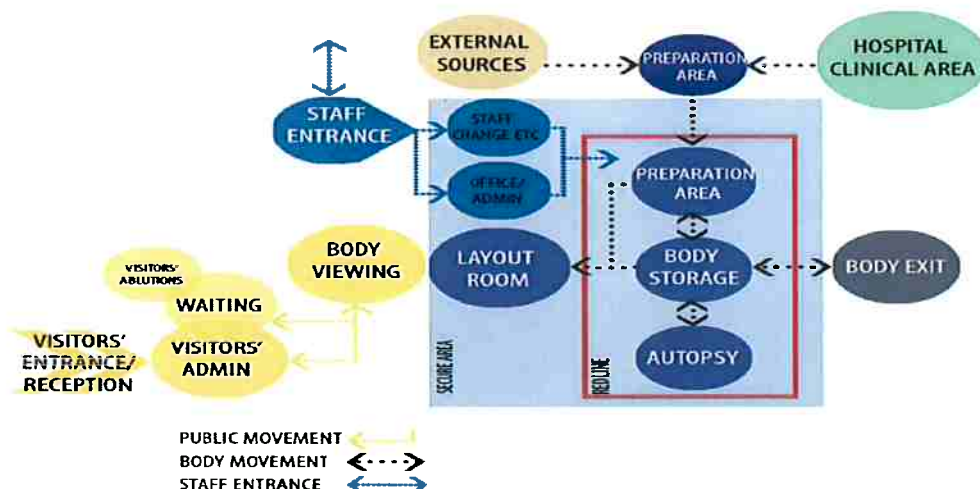 EXTERNAL
SOURCES
PREPARATION
AREA
HOSPITAL
CLINICAL AREA
STAFF
ENTRANCE
STAFF
CHANGE ETC
OFFICE/
ADMIN
PREPARATION
AREA
BODY
VIEWING
LAYOUT
ROOM
BODY
STORAGE
BODY EXIT
VISITORS'
ABLUTIONS
WAITING
VISITORS'
ENTRANCE/
RECEPTION
VISITORS'
ADMIN
AUTOPSY
SECURE AREA
RED LINE
PUBLIC MOVEMENT
BODY MOVEMENT
STAFF ENTRANCE